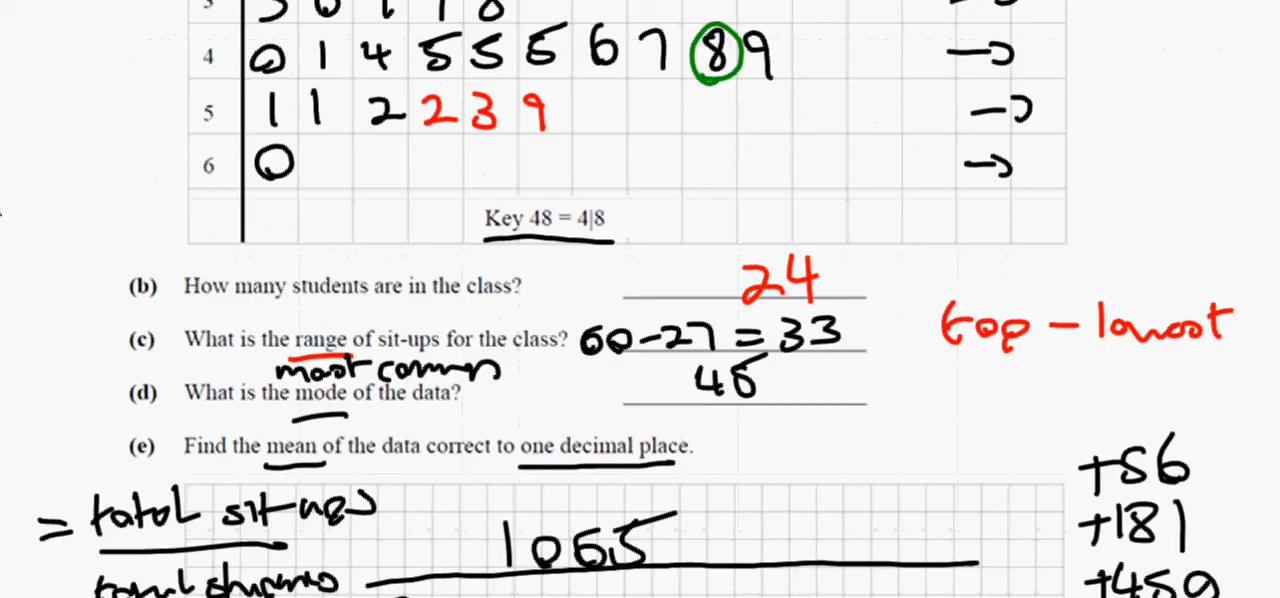 4 0 1 4 5 5 5 6 7 8 9 →
5 1 1 2 2 3 9 →
6 0 →
Key 48 = 4|8
(b) How many students are in the class? 24
(c) What is the range of sit-ups for the class? 60-27 = 33 top - lowest
most common 45
(d) What is the mode of the data?
(e) Find the mean of the data correct to one decimal place.
+86
= total sit-ups
+181
1065
total